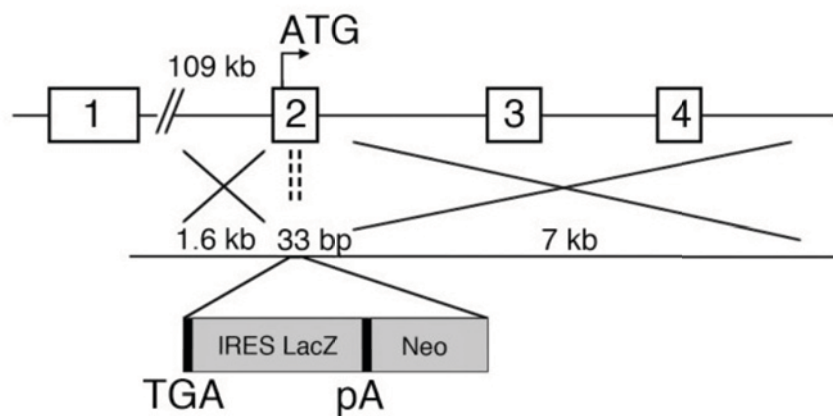 ATG
109 kb
1 2 3 4
1.6 kb 33 bp 7 kb
IRES LacZ Neo
TGA pA